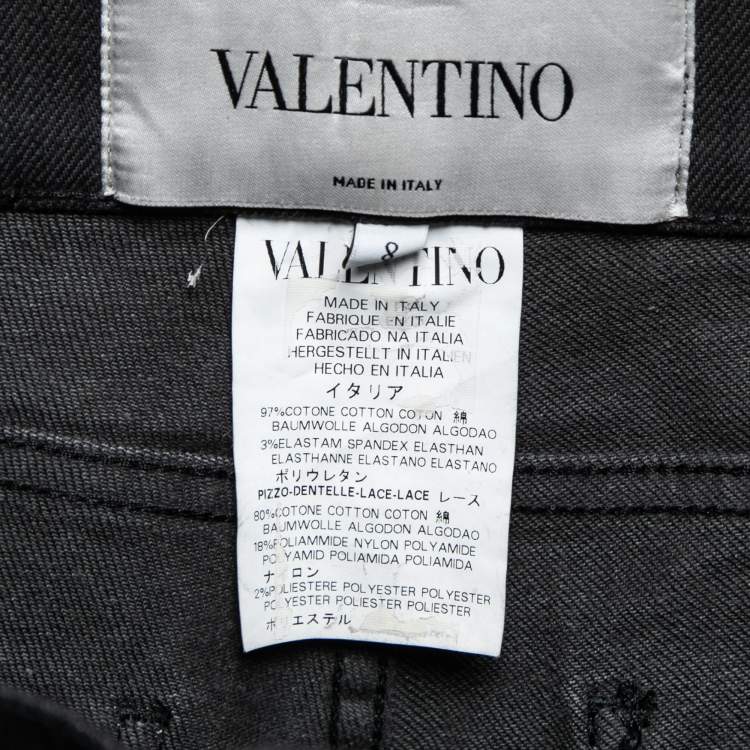 VALENTINO
MADE IN ITALY
8
VALENTINO
MADE IN ITALY
FABRIQUE EN ITALIE
FABRICADO NA ITALIA
HERGESTELLT IN ITALIEN
HECHO EN ITALIA
イタリア
97%COTONE COTTON COTON 綿
BAUMWOLLE ALGODON ALGODAO
3%ELASTAM SPANDEX ELASTHAN
ELASTHANNE ELASTANO ELASTANO
ポリウレタン
PIZZO-DENTELLE-LACE-LACE レース
80%COTONE COTTON COTON 綿
BAUMWOLLE ALGODON ALGODAO
18%POLIAMMIDE NYLON POLYAMIDE
POLYAMID POLIAMIDA POLIAMIDA
ナイロン
2%POLIESTERE POLYESTER POLYESTER
POLYESTER POLIESTER POLIESTER
ポリエステル